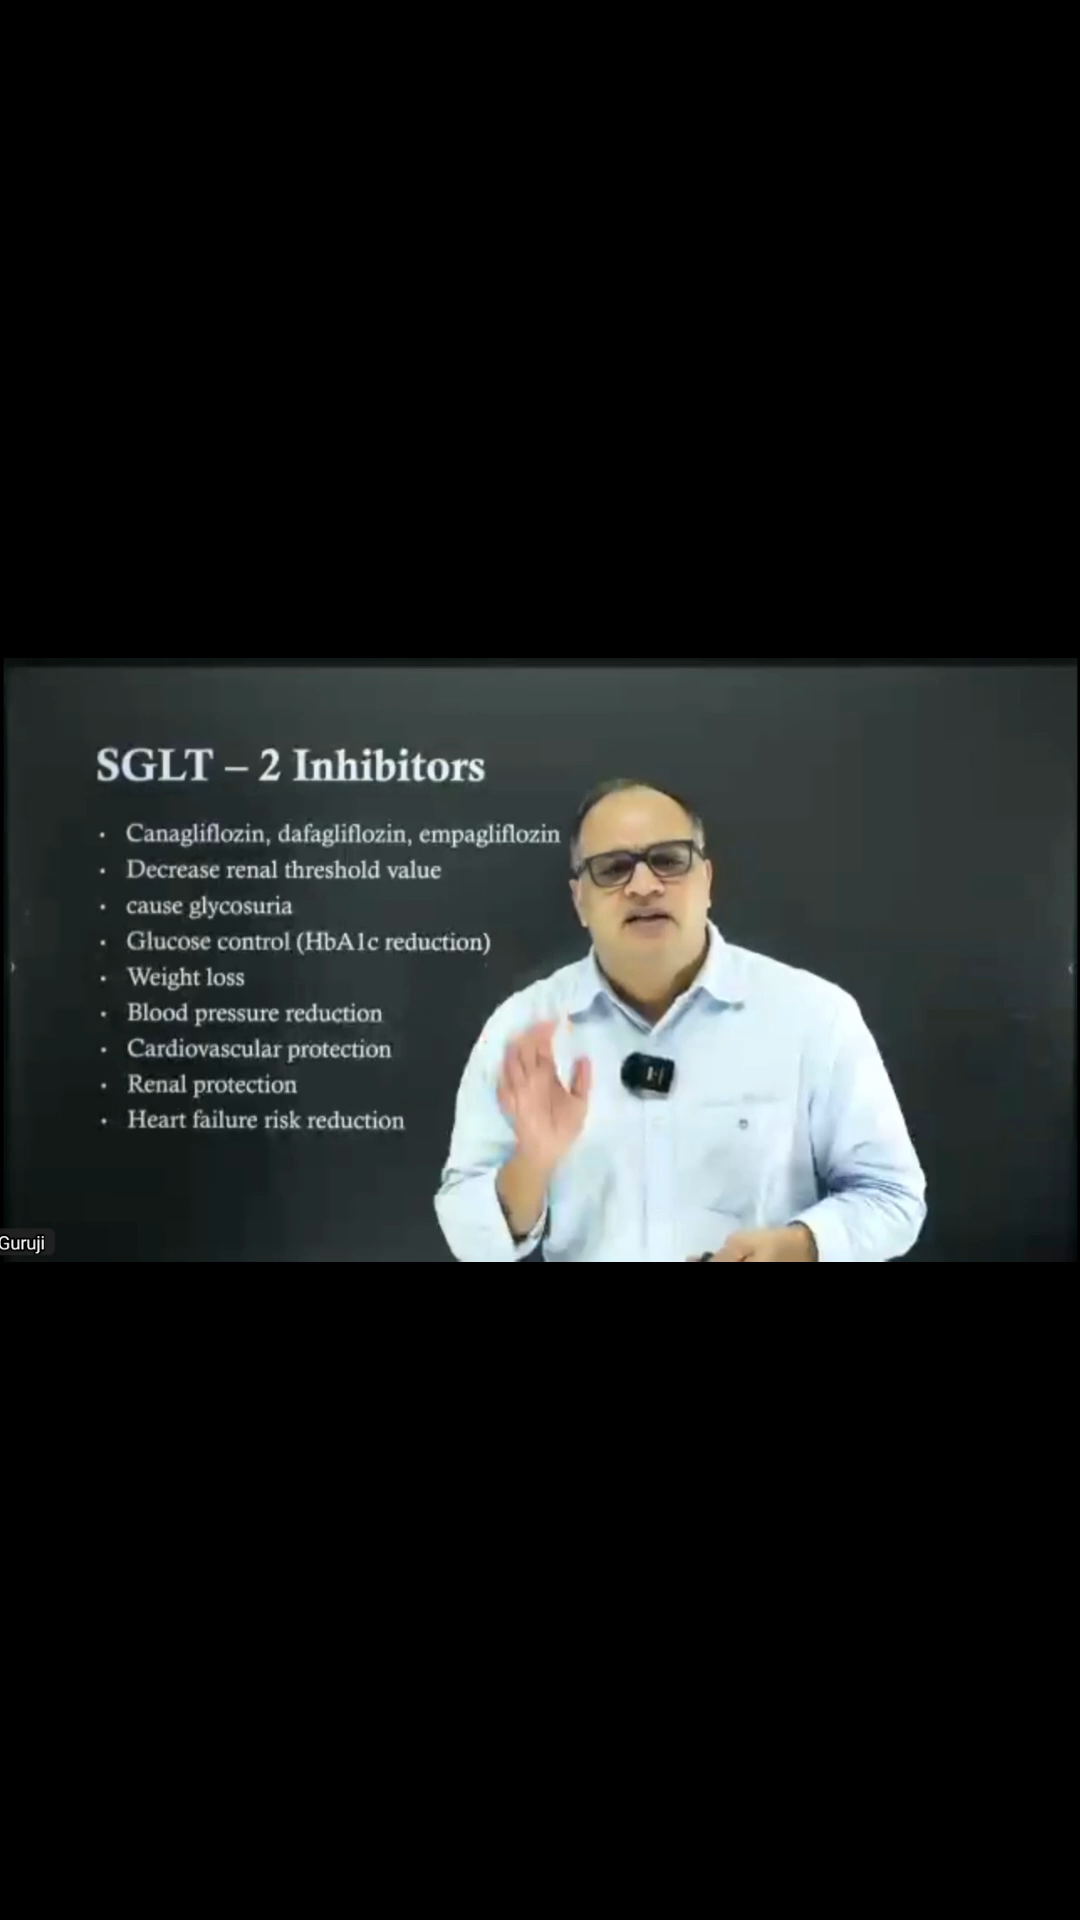 SGLT – 2 Inhibitors
• Canagliflozin, dafagliflozin, empagliflozin
• Decrease renal threshold value
• cause glycosuria
• Glucose control (HbA1c reduction)
• Weight loss
• Blood pressure reduction
• Cardiovascular protection
• Renal protection
• Heart failure risk reduction
Guruji